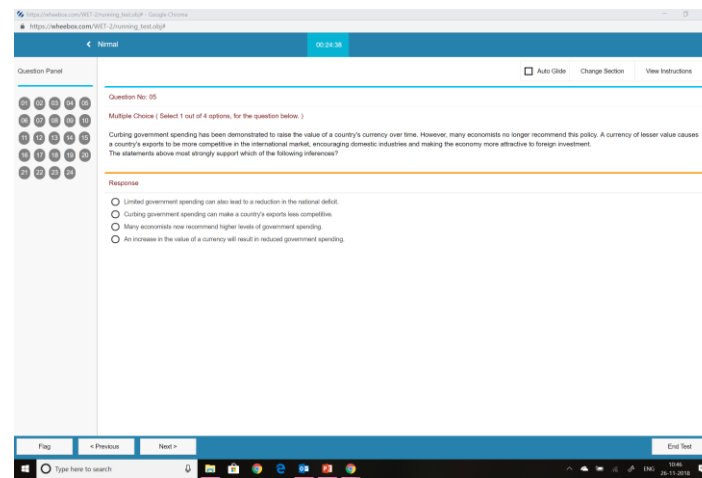 https://wheebox.com/WET-2/running_test.obj# - Google Chrome
https://wheebox.com/WET-2/running_test.obj#
Nirmal
00:24:38
Question Panel
Auto Glide Change Section View Instructions
01 02 03 04 05
06 07 08 09 10
11 12 13 14 15
16 17 18 19 20
21 22 23 24
Question No: 05
Multiple Choice ( Select 1 out of 4 options, for the question below. )
Curbing government spending has been demonstrated to raise the value of a country's currency over time. However, many economists no longer recommend this policy. A currency of lesser value causes
a country's exports to be more competitive in the international market, encouraging domestic industries and making the economy more attractive to foreign investment.
The statements above most strongly support which of the following inferences?
Response
Limited government spending can also lead to a reduction in the national deficit.
Curbing government spending can make a country's exports less competitive.
Many economists now recommend higher levels of government spending.
An increase in the value of a currency will result in reduced government spending.
Flag < Previous Next > End Test
Type here to search
ENG 10:46
26-11-2018